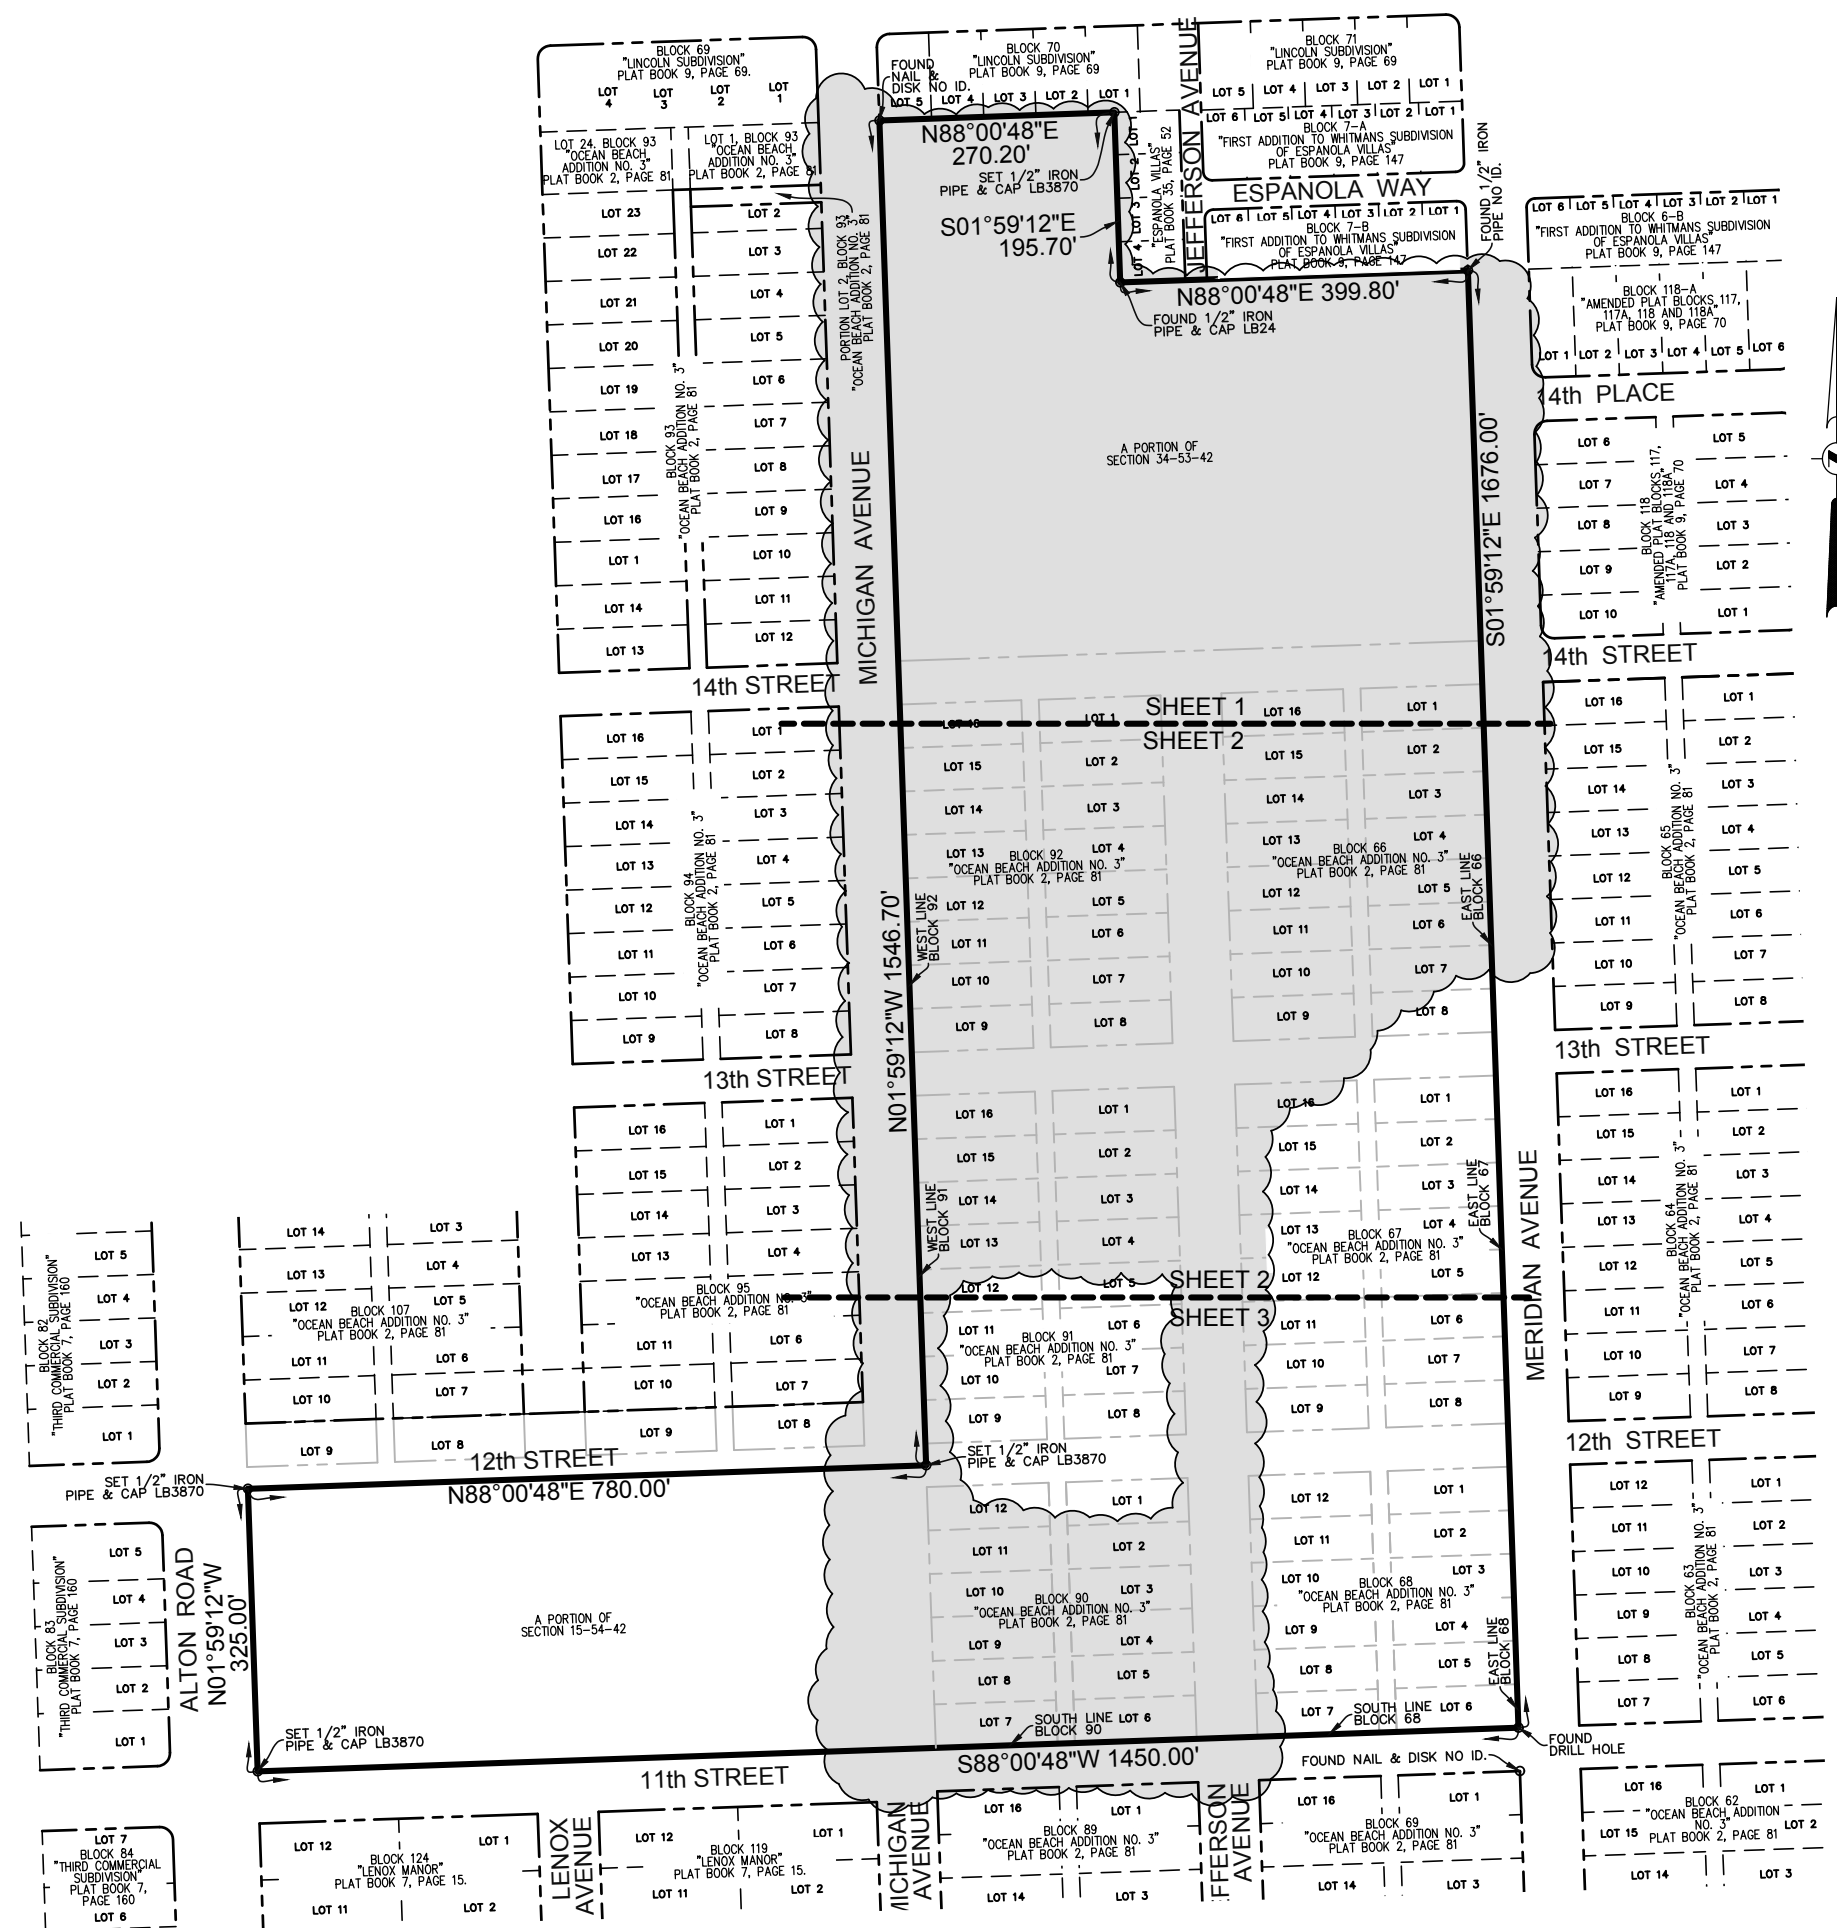 BLOCK 69
"LINCOLN SUBDIVISION"
PLAT BOOK 9, PAGE 69.
LOT 4
LOT 3
LOT 2
LOT 1
FOUND
NAIL &
DISK NO ID.
BLOCK 70
"LINCOLN SUBDIVISION"
PLAT BOOK 9, PAGE 69
LOT 5
LOT 4
LOT 3
LOT 2
LOT 1
JEFFERSON AVENUE
BLOCK 71
"LINCOLN SUBDIVISION"
PLAT BOOK 9, PAGE 69
LOT 5
LOT 4
LOT 3
LOT 2
LOT 1
LOT 6
LOT 5
LOT 4
LOT 3
LOT 2
LOT 1
BLOCK 7-A
"FIRST ADDITION TO WHITMANS SUBDIVISION
OF ESPANOLA VILLAS"
PLAT BOOK 9, PAGE 147
ESPANOLA WAY
LOT 6
LOT 5
LOT 4
LOT 3
LOT 2
LOT 1
BLOCK 7-B
"FIRST ADDITION TO WHITMANS SUBDIVISION
OF ESPANOLA VILLAS"
PLAT BOOK 9, PAGE 147
FOUND 1/2" IRON
PIPE NO ID.
LOT 6
LOT 5
LOT 4
LOT 3
LOT 2
LOT 1
BLOCK 6-B
"FIRST ADDITION TO WHITMANS SUBDIVISION
OF ESPANOLA VILLAS"
PLAT BOOK 9, PAGE 147
BLOCK 118-A
"AMENDED PLAT BLOCKS 117,
117A, 118 AND 118A"
PLAT BOOK 9, PAGE 70
LOT 1
LOT 2
LOT 3
LOT 4
LOT 5
LOT 6
14th PLACE
N88°00'48"E
270.20'
SET 1/2" IRON
PIPE & CAP LB3870
S01°59'12"E
195.70'
LOT 2
LOT 3
LOT 4
"ESPANOLA VILLAS"
PLAT BOOK 35, PAGE 52
N88°00'48"E 399.80'
FOUND 1/2" IRON
PIPE & CAP LB24
LOT 24. BLOCK 93
"OCEAN BEACH
ADDITION NO. 3"
PLAT BOOK 2, PAGE 81
LOT 1, BLOCK 93
"OCEAN BEACH
ADDITION NO. 3"
PLAT BOOK 2, PAGE 81
PORTION LOT 2, BLOCK 93
"OCEAN BEACH ADDITION NO. 3"
PLAT BOOK 2, PAGE 81
LOT 23
LOT 22
LOT 21
LOT 20
LOT 19
LOT 18
LOT 17
LOT 16
LOT 1
LOT 14
LOT 13
BLOCK 93
"OCEAN BEACH ADDITION NO. 3"
PLAT BOOK 2, PAGE 81
LOT 2
LOT 3
LOT 4
LOT 5
LOT 6
LOT 7
LOT 8
LOT 9
LOT 10
LOT 11
LOT 12
MICHIGAN AVENUE
A PORTION OF
SECTION 34-53-42
S01°59'12"E 1676.00'
LOT 6
LOT 7
LOT 8
LOT 9
LOT 10
BLOCK 118
"AMENDED PLAT BLOCKS 117,
117A, 118 AND 118A"
PLAT BOOK 9, PAGE 70
LOT 5
LOT 4
LOT 3
LOT 2
LOT 1
14th STREET
14th STREET
SHEET 1
SHEET 2
LOT 16
LOT 15
LOT 14
LOT 13
LOT 12
LOT 11
LOT 10
LOT 9
BLOCK 94
"OCEAN BEACH ADDITION NO. 3"
PLAT BOOK 2, PAGE 81
LOT 1
LOT 2
LOT 3
LOT 4
LOT 5
LOT 6
LOT 7
LOT 8
N01°59'12"W 1546.70'
WEST LINE
BLOCK 92
LOT 15
LOT 14
LOT 13
LOT 12
LOT 11
LOT 10
LOT 9
BLOCK 92
"OCEAN BEACH ADDITION NO. 3"
PLAT BOOK 2, PAGE 81
LOT 1
LOT 2
LOT 3
LOT 4
LOT 5
LOT 6
LOT 7
LOT 8
LOT 16
LOT 15
LOT 14
LOT 13
LOT 12
LOT 11
LOT 10
LOT 9
BLOCK 66
"OCEAN BEACH ADDITION NO. 3"
PLAT BOOK 2, PAGE 81
LOT 1
LOT 2
LOT 3
LOT 4
LOT 5
LOT 6
LOT 7
LOT 8
EAST LINE
BLOCK 66
LOT 16
LOT 15
LOT 14
LOT 13
LOT 12
LOT 11
LOT 10
LOT 9
BLOCK 65
"OCEAN BEACH ADDITION NO. 3"
PLAT BOOK 2, PAGE 81
LOT 1
LOT 2
LOT 3
LOT 4
LOT 5
LOT 6
LOT 7
LOT 8
13th STREET
13th STREET
LOT 16
LOT 15
LOT 14
LOT 13
BLOCK 95
"OCEAN BEACH ADDITION NO. 3"
PLAT BOOK 2, PAGE 81
LOT 11
LOT 10
LOT 9
LOT 1
LOT 2
LOT 3
LOT 4
LOT 6
LOT 7
LOT 8
WEST LINE
BLOCK 91
LOT 16
LOT 15
LOT 14
LOT 13
LOT 12
LOT 11
LOT 10
LOT 9
BLOCK 91
"OCEAN BEACH ADDITION NO. 3"
PLAT BOOK 2, PAGE 81
LOT 1
LOT 2
LOT 3
LOT 4
LOT 5
LOT 6
LOT 7
LOT 8
SHEET 2
SHEET 3
LOT 16
LOT 15
LOT 14
LOT 13
LOT 12
LOT 11
LOT 10
LOT 9
BLOCK 67
"OCEAN BEACH ADDITION NO. 3"
PLAT BOOK 2, PAGE 81
LOT 1
LOT 2
LOT 3
LOT 4
LOT 5
LOT 6
LOT 7
LOT 8
EAST LINE
BLOCK 67
MERIDIAN AVENUE
LOT 16
LOT 15
LOT 14
LOT 13
LOT 12
LOT 11
LOT 10
LOT 9
BLOCK 64
"OCEAN BEACH ADDITION NO. 3"
PLAT BOOK 2, PAGE 81
LOT 1
LOT 2
LOT 3
LOT 4
LOT 5
LOT 6
LOT 7
LOT 8
LOT 5
LOT 4
LOT 3
LOT 2
LOT 1
BLOCK 82
"THIRD COMMERCIAL SUBDIVISION"
PLAT BOOK 7, PAGE 160
LOT 14
LOT 13
LOT 12
LOT 11
LOT 10
LOT 9
BLOCK 107
"OCEAN BEACH ADDITION NO. 3"
PLAT BOOK 2, PAGE 81
LOT 3
LOT 4
LOT 5
LOT 6
LOT 7
LOT 8
12th STREET
12th STREET
N88°00'48"E 780.00'
SET 1/2" IRON
PIPE & CAP LB3870
SET 1/2" IRON
PIPE & CAP LB3870
LOT 5
LOT 4
LOT 3
LOT 2
LOT 1
BLOCK 83
"THIRD COMMERCIAL SUBDIVISION"
PLAT BOOK 7, PAGE 160
ALTON ROAD
N01°59'12"W
325.00'
A PORTION OF
SECTION 15-54-42
SET 1/2" IRON
PIPE & CAP LB3870
LOT 12
LOT 11
LOT 10
LOT 9
LOT 8
LOT 7
BLOCK 90
"OCEAN BEACH ADDITION NO. 3"
PLAT BOOK 2, PAGE 81
LOT 1
LOT 2
LOT 3
LOT 4
LOT 5
LOT 6
SOUTH LINE
BLOCK 90
LOT 12
LOT 11
LOT 10
LOT 9
LOT 8
LOT 7
BLOCK 68
"OCEAN BEACH ADDITION NO. 3"
PLAT BOOK 2, PAGE 81
LOT 1
LOT 2
LOT 3
LOT 4
LOT 5
LOT 6
SOUTH LINE
BLOCK 68
EAST LINE
BLOCK 68
LOT 12
LOT 11
LOT 10
LOT 9
LOT 8
LOT 7
BLOCK 63
"OCEAN BEACH ADDITION NO. 3"
PLAT BOOK 2, PAGE 81
LOT 1
LOT 2
LOT 3
LOT 4
LOT 5
LOT 6
S88°00'48"W 1450.00'
11th STREET
FOUND
DRILL HOLE
FOUND NAIL & DISK NO ID.
LOT 7
BLOCK 84
"THIRD COMMERCIAL
SUBDIVISION"
PLAT BOOK 7,
PAGE 160
LOT 6
LOT 12
LOT 1
BLOCK 124
"LENOX MANOR"
PLAT BOOK 7, PAGE 15.
LOT 11
LOT 2
LENOX
AVENUE
LOT 12
LOT 1
BLOCK 119
"LENOX MANOR"
PLAT BOOK 7, PAGE 15.
LOT 11
LOT 2
MICHIGAN
AVENUE
LOT 16
LOT 1
BLOCK 89
"OCEAN BEACH ADDITION NO. 3"
PLAT BOOK 2, PAGE 81
LOT 14
LOT 3
FFERSON
AVENUE
LOT 16
LOT 1
BLOCK 69
"OCEAN BEACH ADDITION NO. 3"
PLAT BOOK 2, PAGE 81
LOT 14
LOT 3
LOT 16
LOT 1
BLOCK 62
"OCEAN BEACH ADDITION
NO. 3"
LOT 15
PLAT BOOK 2, PAGE 81
LOT 2
LOT 14
LOT 3